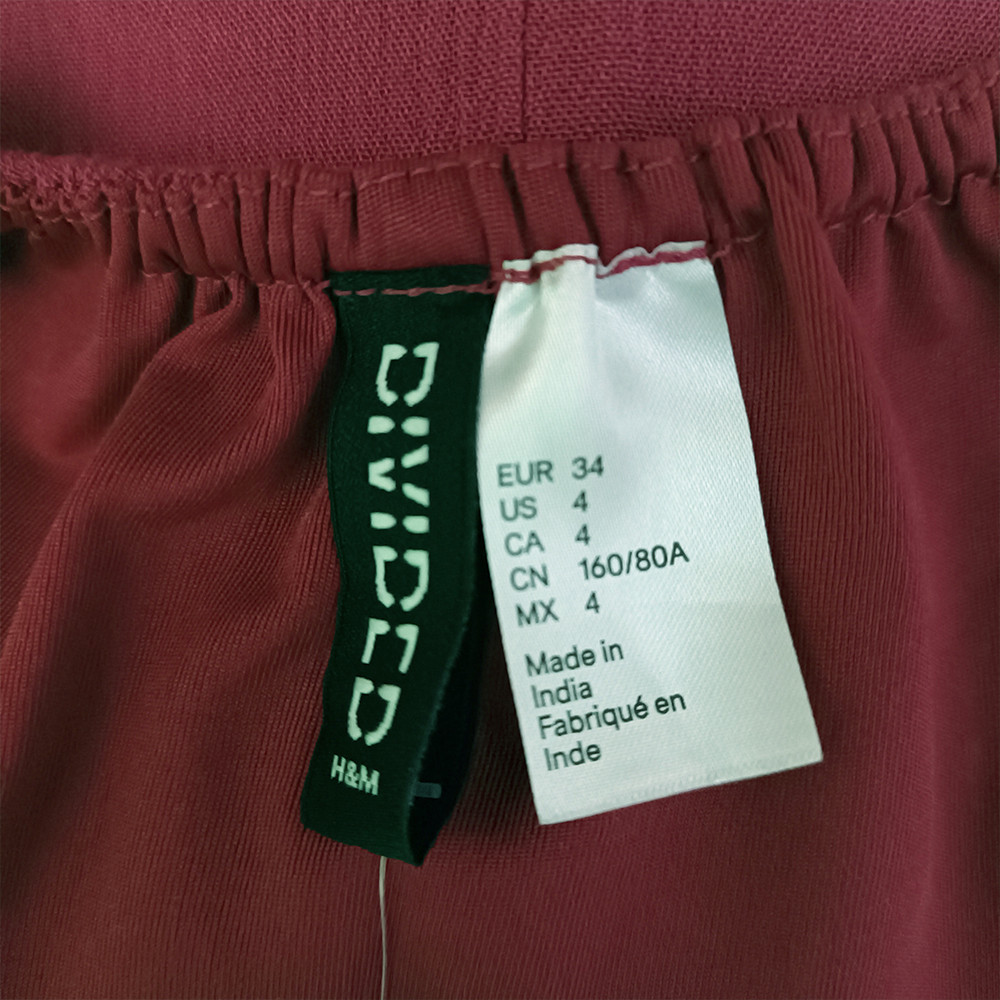 DIVIDED
H&M
EUR 34
US 4
CA 4
CN 160/80A
MX 4
Made in
India
Fabriqué en
Inde